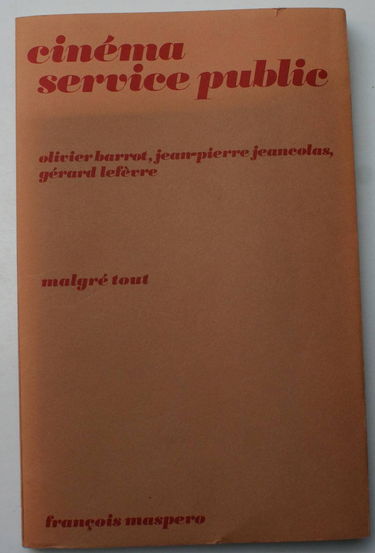 cinéma
service public
olivier barrot, jean-pierre jeancolas,
gérard lefèvre
malgré tout
françois maspero